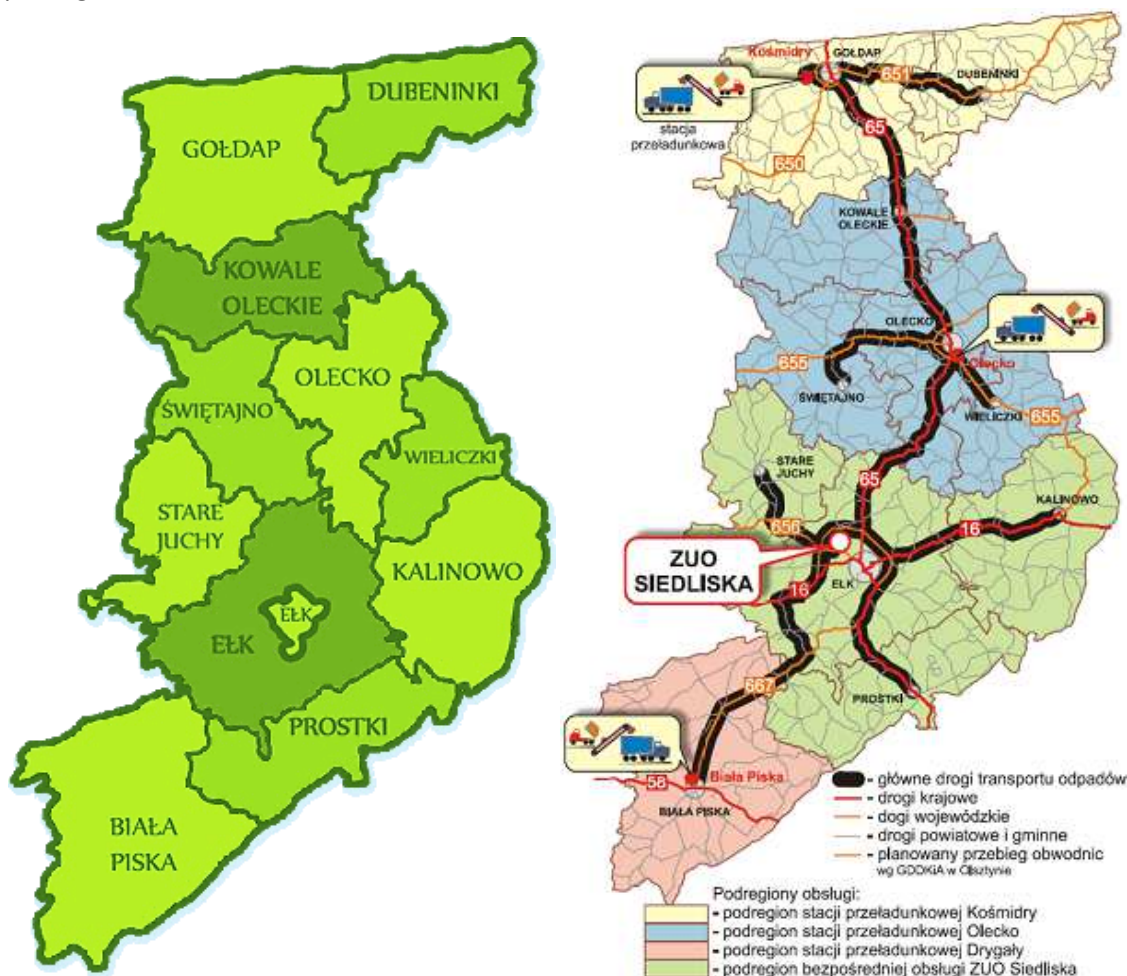 DUBENINKI
GOŁDAP
KOWALE
OLECKIE
OLECKO
ŚWIĘTAJNO
WIELICZKI
STARE
JUCHY
KALINOWO
EŁK
EŁK
PROSTKI
BIAŁA
PISKA
Kośmidry
GOŁDAP
651
DUBENINKI
stacja
przeładunkowa
65
650
KOWALE
OLECKIE
OLECKO
Olecko
655
ŚWIĘTAJNO
WIELICZKI
655
STARE
JUCHY
65
KALINOWO
656
16
ZUO
SIEDLISKA
EŁK
16
PROSTKI
667
Biała Piska
58
BIAŁA PISKA
- główne drogi transportu odpadów
- drogi krajowe
- dogi wojewódzkie
- drogi powiatowe i gminne
- planowany przebieg obwodnic
wg GDDKiA w Olsztynie
Podregiony obsługi:
- podregion stacji przeładunkowej Kośmidry
- podregion stacji przeładunkowej Olecko
- podregion stacji przeładunkowej Drygały
- podregion bezpośredniej obsługi ZUO Siedliska